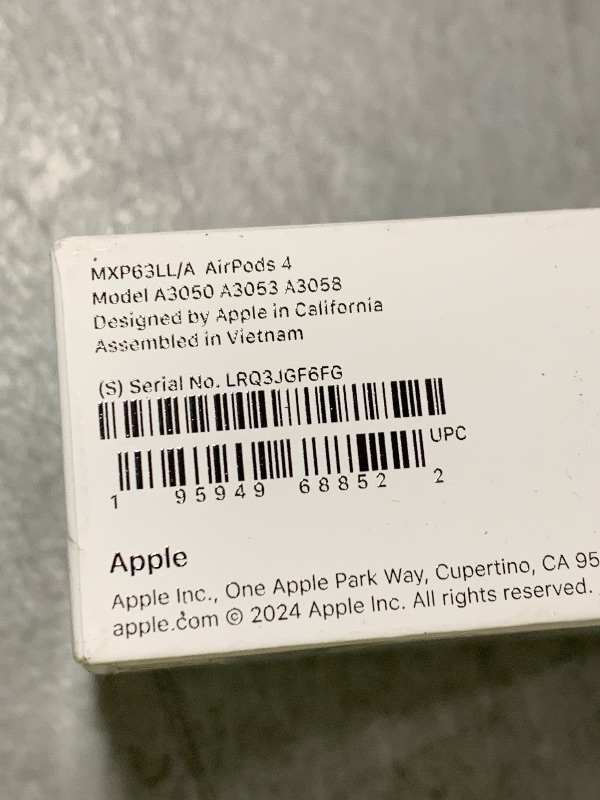 MXP63LL/A AirPods 4
Model A3050 A3053 A3058
Designed by Apple in California
Assembled in Vietnam
(S) Serial No. LRQ3JGF6FG
UPC
1 95949 68852 2
Apple
Apple Inc., One Apple Park Way, Cupertino, CA 95
apple.com © 2024 Apple Inc. All rights reserved.